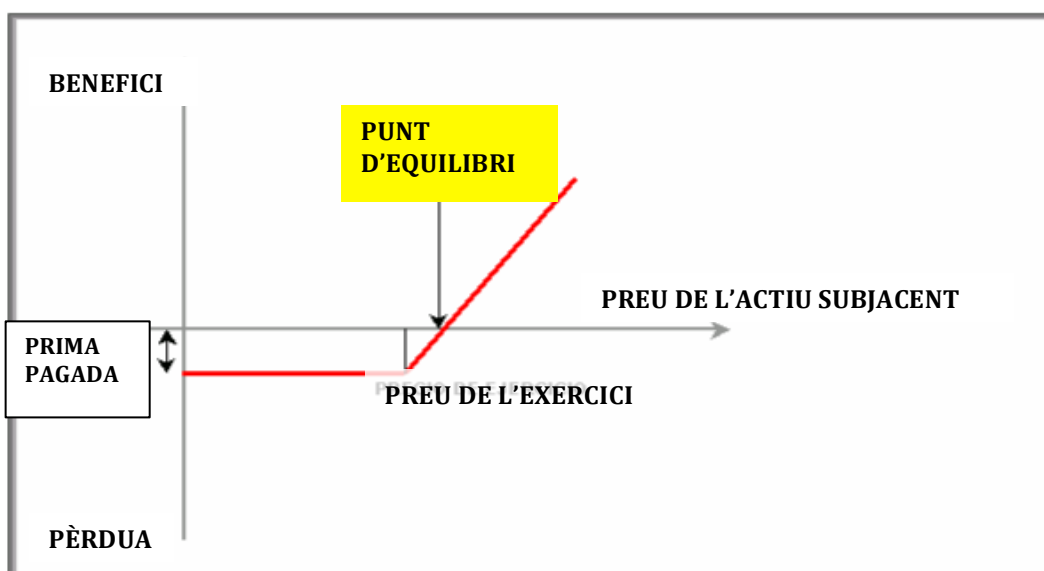 BENEFICI
PUNT
D’EQUILIBRI
PREU DE L’ACTIU SUBJACENT
PRIMA
PAGADA
PREU DE L’EXERCICI
PÈRDUA